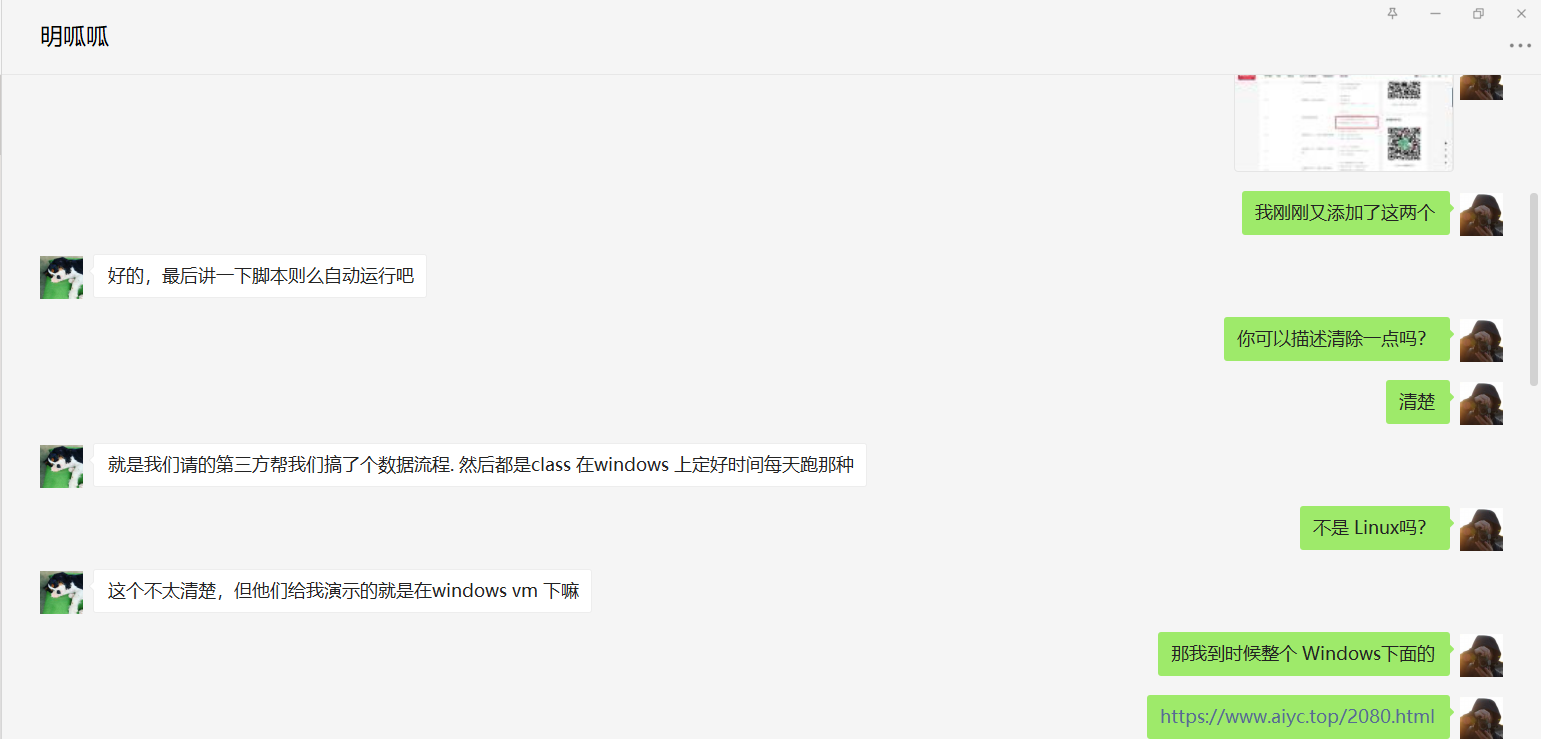 明呱呱
我刚刚又添加了这两个
好的，最后讲一下脚本则么自动运行吧
你可以描述清除一点吗？
清楚
就是我们请的第三方帮我们搞了个数据流程. 然后都是class 在windows 上定好时间每天跑那种
不是 Linux吗？
这个不太清楚，但他们给我演示的就是在windows vm 下嘛
那我到时候整个 Windows下面的
https://www.aiyc.top/2080.html